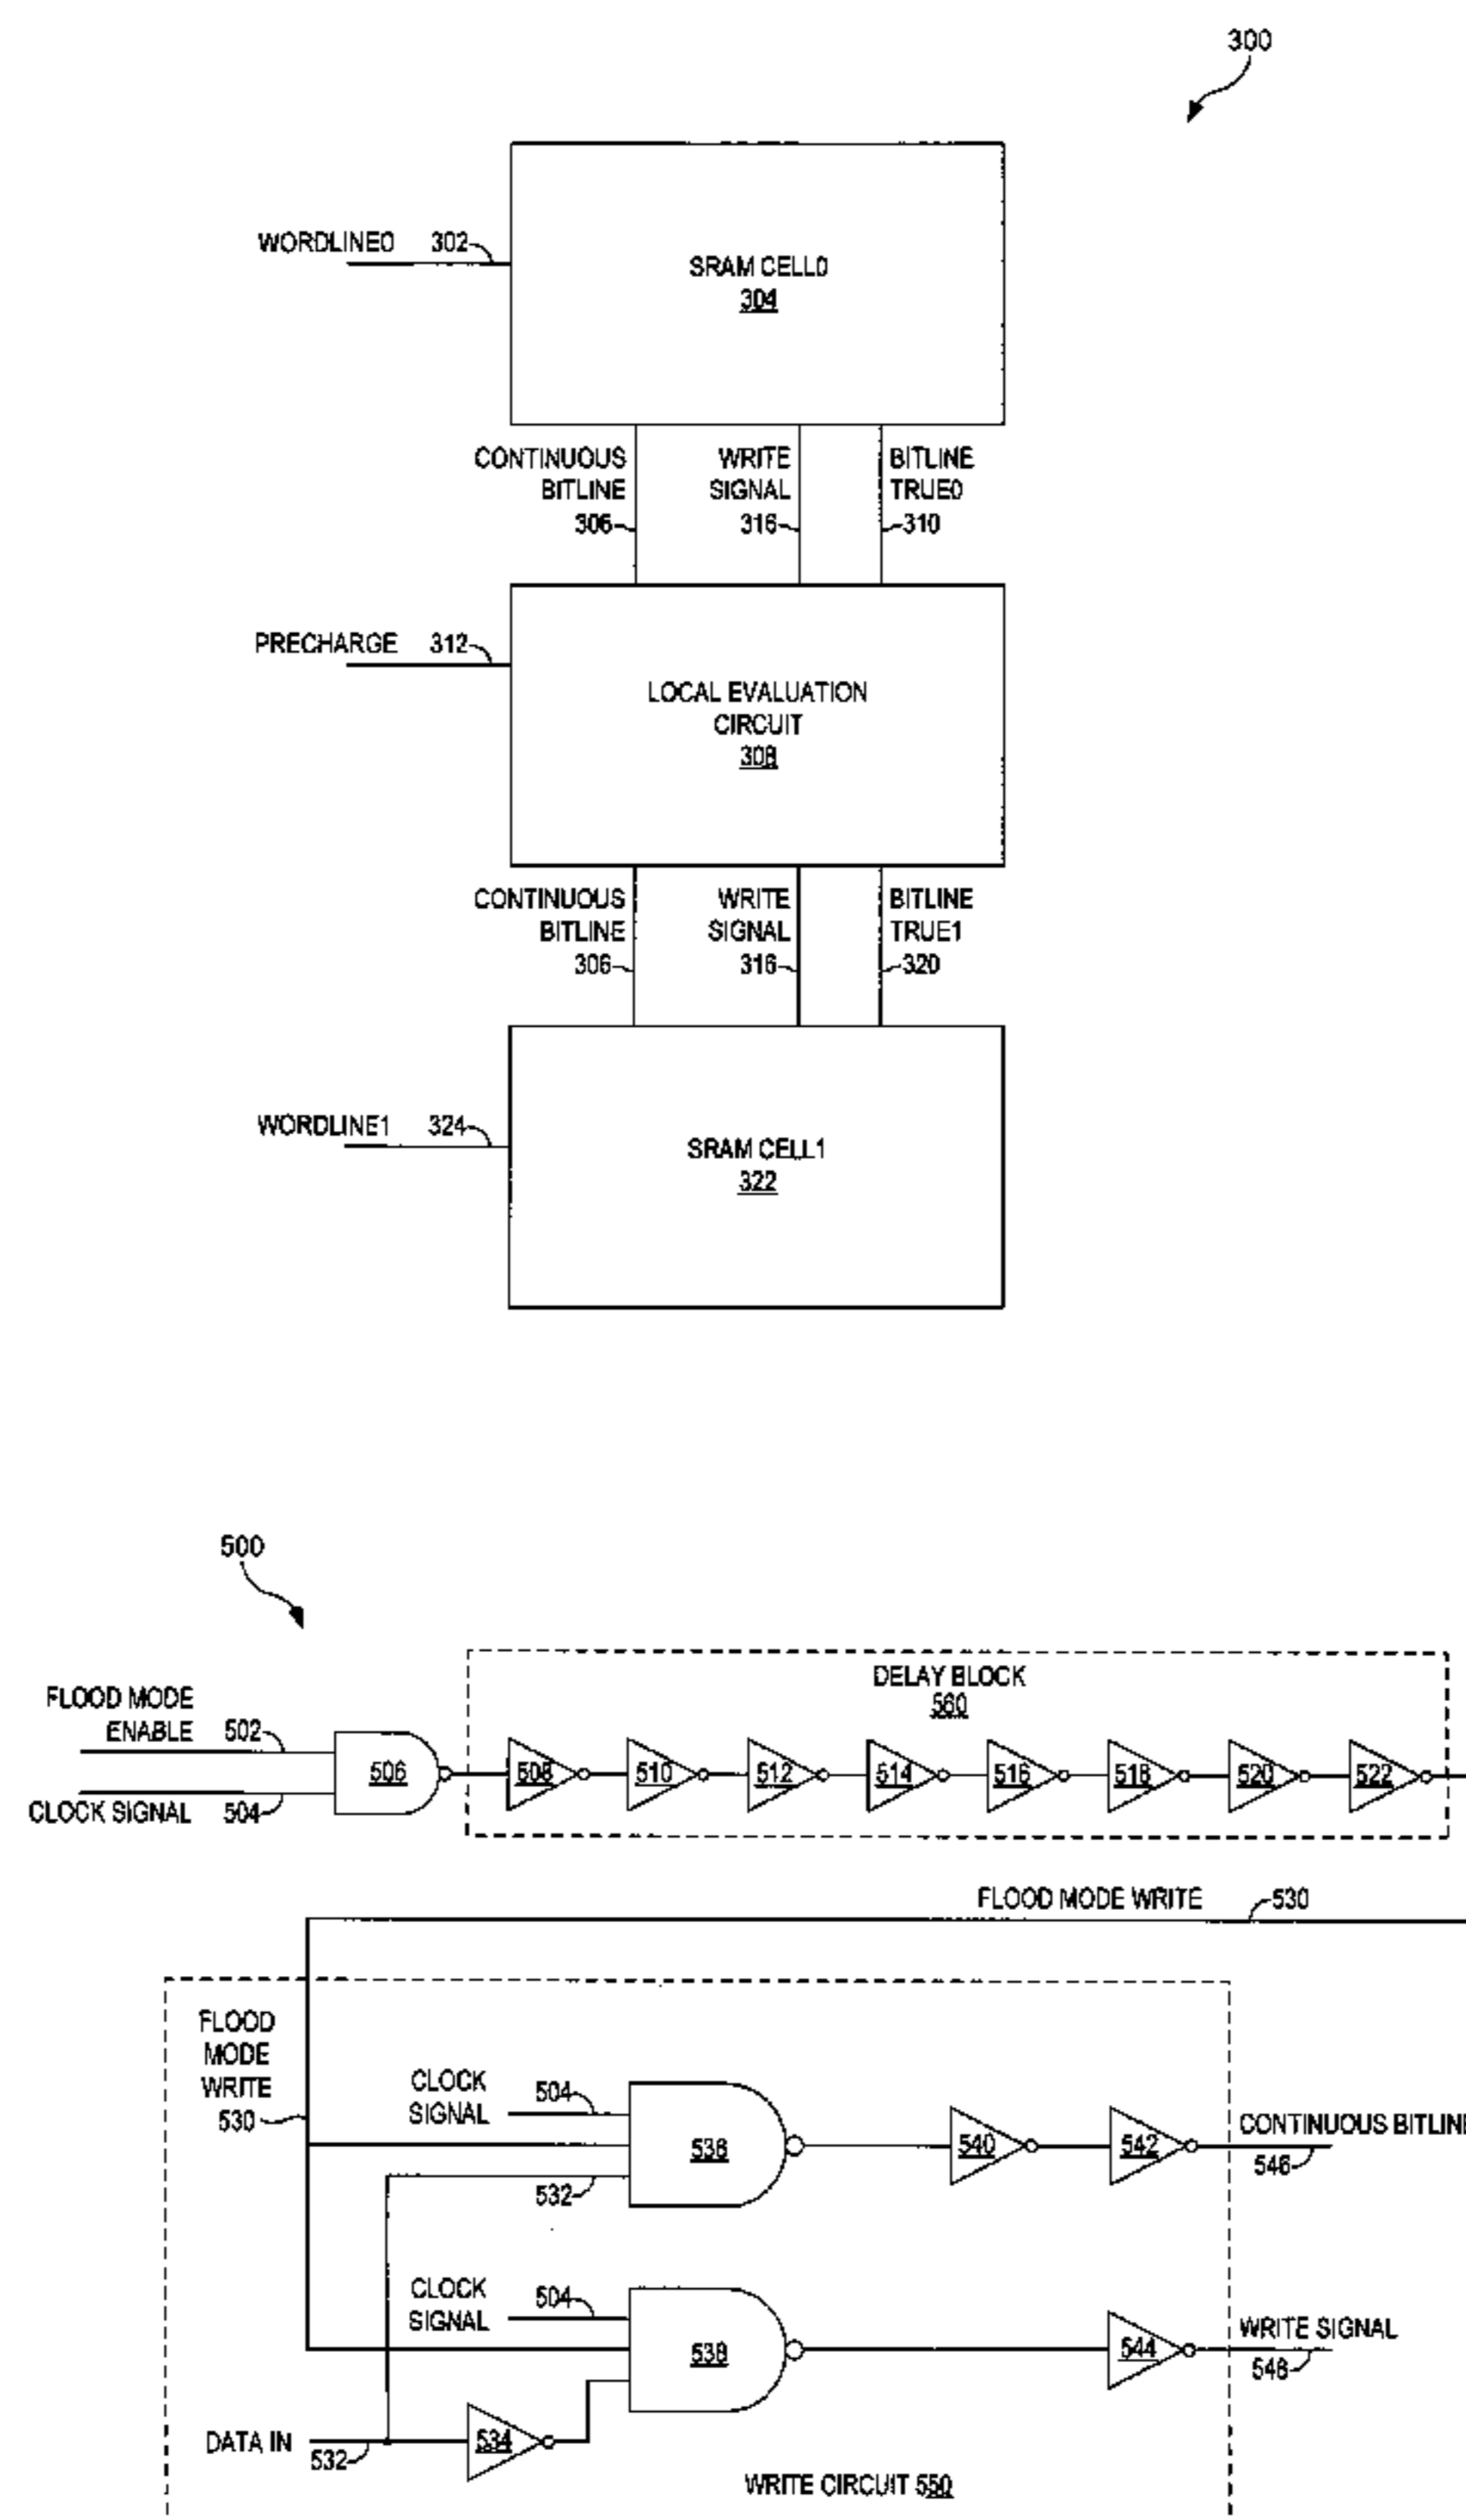 300
WORDLINE0 302
SRAM CELL0
304
CONTINUOUS BITLINE 306
WRITE SIGNAL 316
BITLINE TRUE0 310
PRECHARGE 312
LOCAL EVALUATION
CIRCUIT
308
CONTINUOUS BITLINE 306
WRITE SIGNAL 316
BITLINE TRUE1 320
WORDLINE1 324
SRAM CELL1
322
500
DELAY BLOCK
560
FLOOD MODE
ENABLE 502
CLOCK SIGNAL 504
506 508 510 512 514 516 518 520 522
FLOOD MODE WRITE 530
FLOOD
MODE
WRITE
530
CLOCK
SIGNAL
504
532
536
540
542
CONTINUOUS BITLINE
546
CLOCK
SIGNAL
504
538
544
WRITE SIGNAL
548
DATA IN
532
534
WRITE CIRCUIT 550